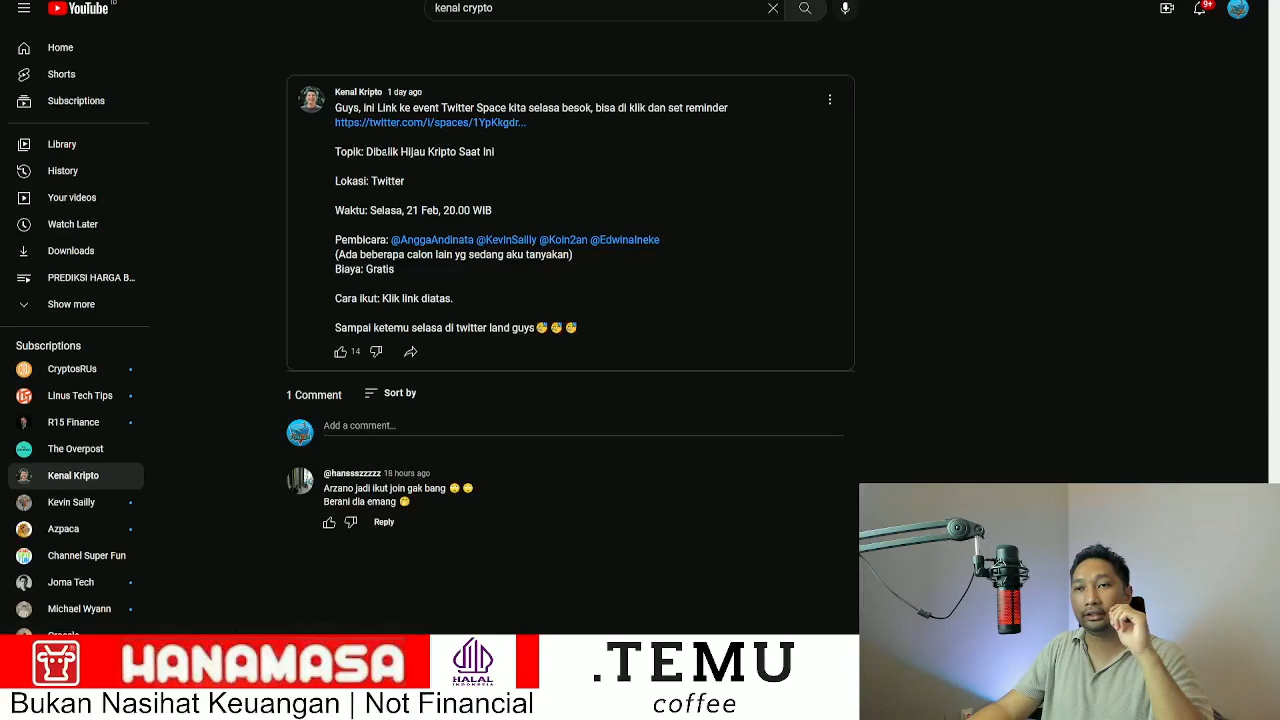 YouTube
ID
kenal crypto
9+
Home
Shorts
Subscriptions
Library
History
Your videos
Watch Later
Downloads
PREDIKSI HARGA B...
Show more
Subscriptions
CryptosRUs
Linus Tech Tips
R15 Finance
The Overpost
Kenal Kripto
Kevin Sailly
Azpaca
Channel Super Fun
Joma Tech
Michael Wyann
Kenal Kripto 1 day ago
Guys, ini Link ke event Twitter Space kita selasa besok, bisa di klik dan set reminder
https://twitter.com/i/spaces/1YpKkgdr...
Topik: Dibalik Hijau Kripto Saat Ini
Lokasi: Twitter
Waktu: Selasa, 21 Feb, 20.00 WIB
Pembicara: @AnggaAndinata @KevinSailly @Koin2an @EdwinaIneke
(Ada beberapa calon lain yg sedang aku tanyakan)
Biaya: Gratis
Cara ikut: Klik link diatas.
Sampai ketemu selasa di twitter land guys🥳 🥳 🥳
14
1 Comment Sort by
Add a comment...
@hanssszzzzz 18 hours ago
Arzano jadi ikut join gak bang 🙄 🙄
Berani dia emang 🤭
Reply
HANAMASA
HALAL
INDONESIA
.TEMU
coffee
Bukan Nasihat Keuangan | Not Financial